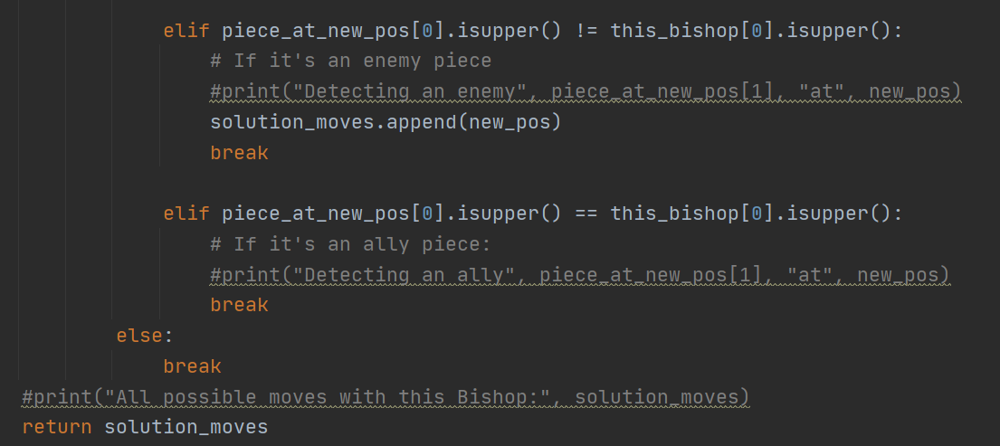 elif piece_at_new_pos[0].isupper() != this_bishop[0].isupper():
# If it's an enemy piece
#print("Detecting an enemy", piece_at_new_pos[1], "at", new_pos)
solution_moves.append(new_pos)
break
elif piece_at_new_pos[0].isupper() == this_bishop[0].isupper():
# If it's an ally piece:
#print("Detecting an ally", piece_at_new_pos[1], "at", new_pos)
break
else:
break
#print("All possible moves with this Bishop:", solution_moves)
return solution_moves